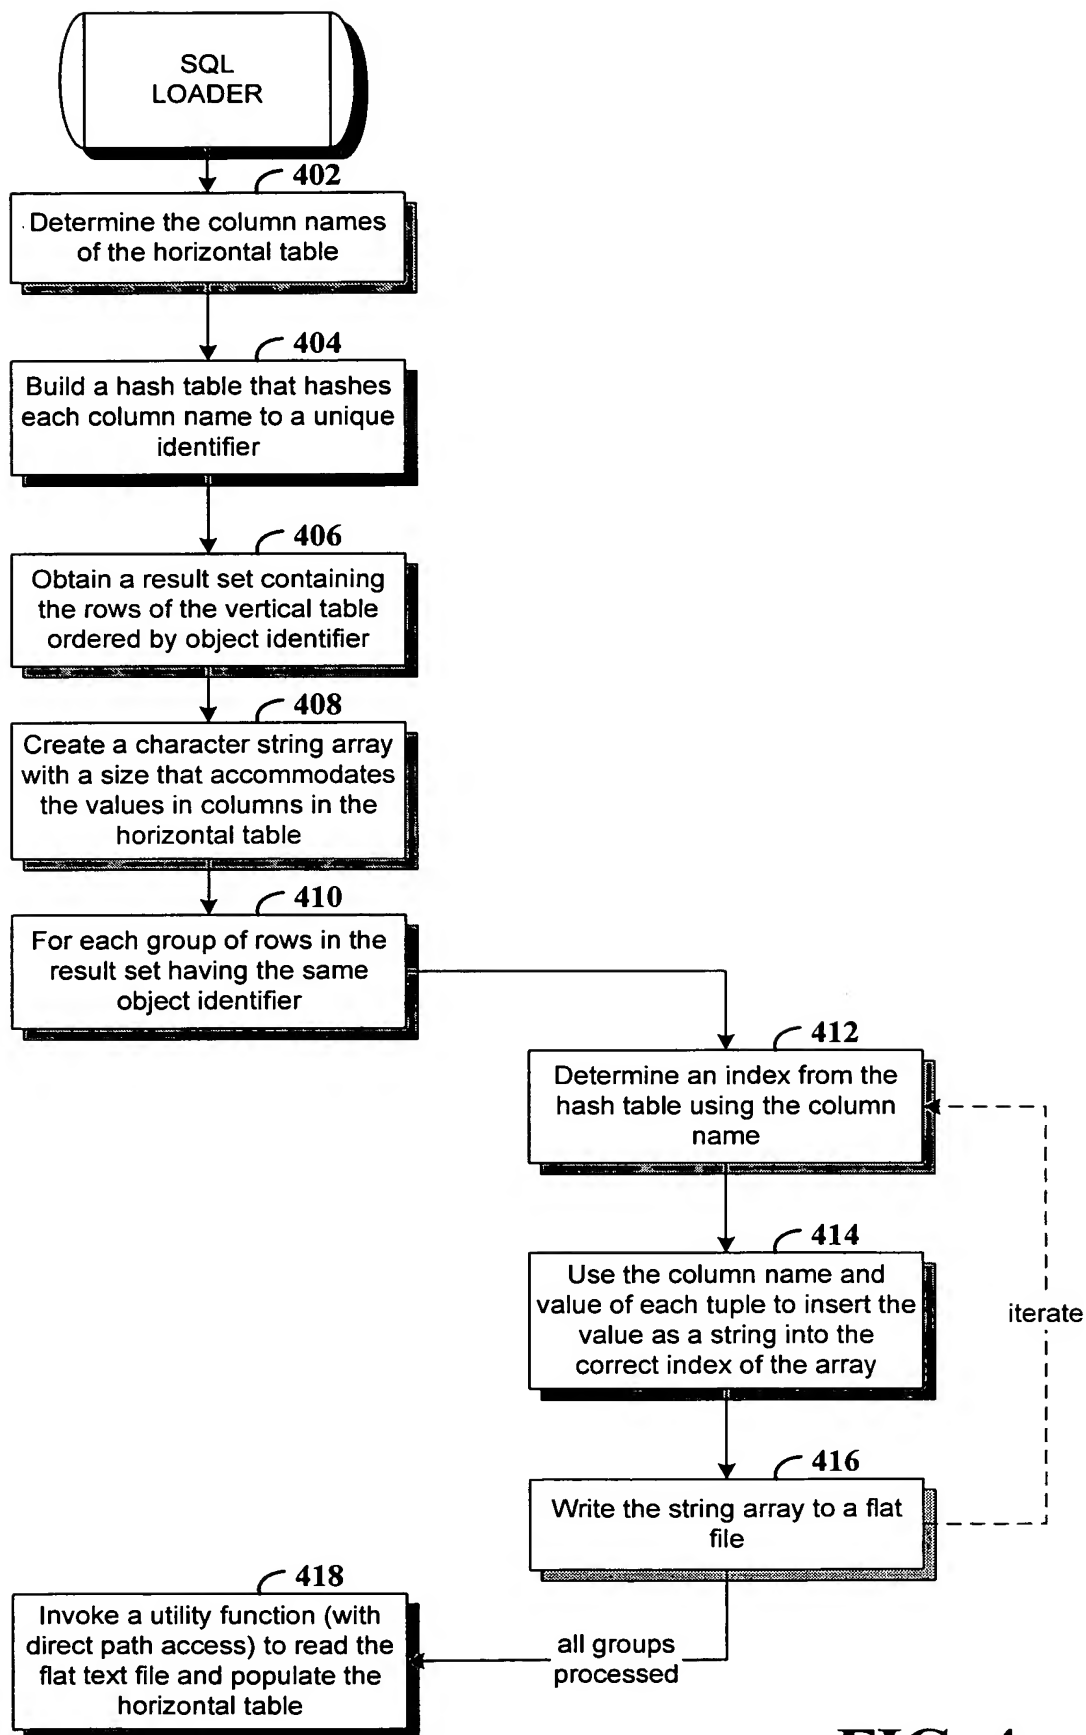 SQL
LOADER
402
Determine the column names
of the horizontal table
404
Build a hash table that hashes
each column name to a unique
identifier
406
Obtain a result set containing
the rows of the vertical table
ordered by object identifier
408
Create a character string array
with a size that accommodates
the values in columns in the
horizontal table
410
For each group of rows in the
result set having the same
object identifier
412
Determine an index from the
hash table using the column
name
414
Use the column name and
value of each tuple to insert the
value as a string into the
correct index of the array
iterate
416
Write the string array to a flat
file
all groups
processed
418
Invoke a utility function (with
direct path access) to read the
flat text file and populate the
horizontal table